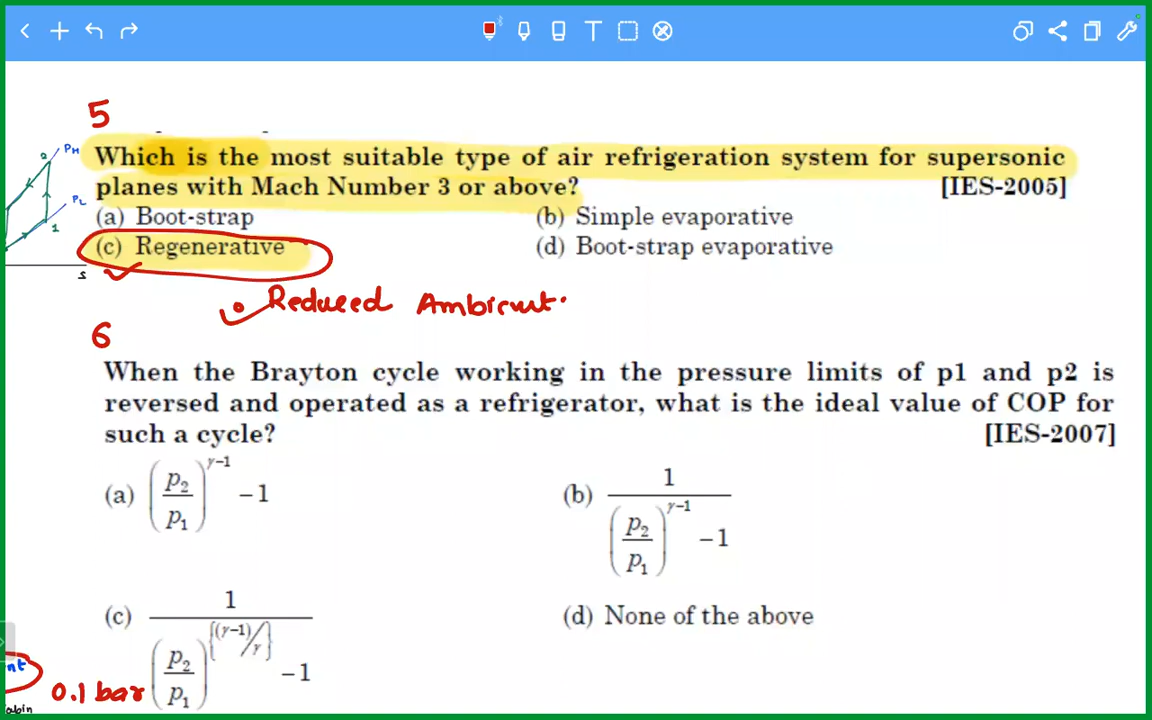 5
Which is the most suitable type of air refrigeration system for supersonic
planes with Mach Number 3 or above? [IES-2005]
(a) Boot-strap (b) Simple evaporative
(c) Regenerative (d) Boot-strap evaporative
Reduced Ambient
6
When the Brayton cycle working in the pressure limits of p1 and p2 is
reversed and operated as a refrigerator, what is the ideal value of COP for
such a cycle? [IES-2007]
(a) (p₂/p₁)^(γ−1) − 1 (b) 1/((p₂/p₁)^(γ−1) − 1)
(c) 1/((p₂/p₁)^{(γ−1)/γ} − 1) (d) None of the above
0.1 bar
PH
2
PL
1
S